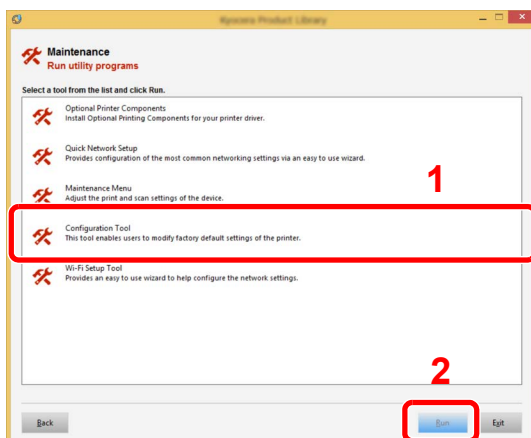 Kyocera Product Library
Maintenance
Run utility programs
Select a tool from the list and click Run.
Optional Printer Components
Install Optional Printing Components for your printer driver.
Quick Network Setup
Provides configuration of the most common networking settings via an easy to use wizard.
1
Maintenance Menu
Adjust the print and scan settings of the device.
Configuration Tool
This tool enables users to modify factory default settings of the printer.
Wi-Fi Setup Tool
Provides an easy to use wizard to help configure the network settings.
2
Back
Run
Exit